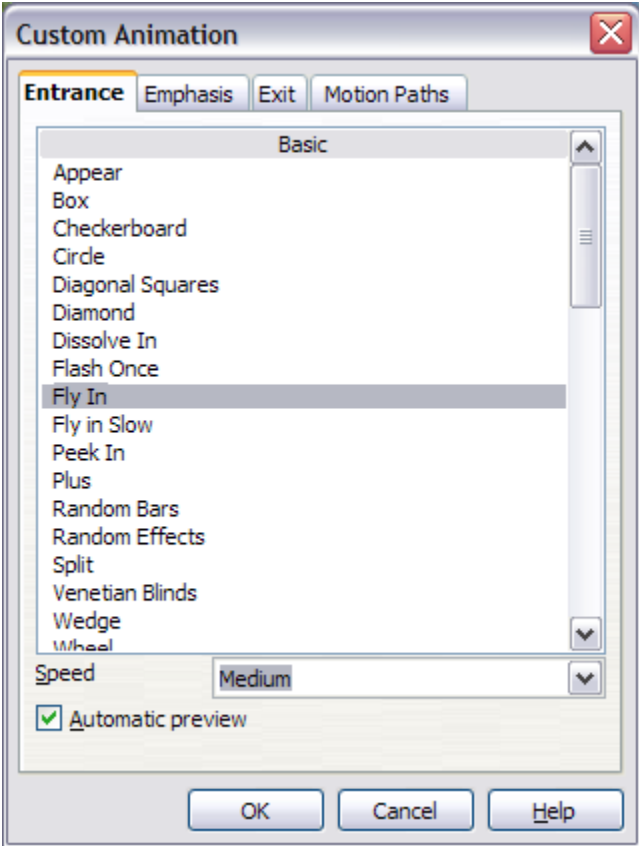 Custom Animation
Entrance Emphasis Exit Motion Paths
Basic
Appear
Box
Checkerboard
Circle
Diagonal Squares
Diamond
Dissolve In
Flash Once
Fly In
Fly in Slow
Peek In
Plus
Random Bars
Random Effects
Split
Venetian Blinds
Wedge
Wheel
Speed Medium
Automatic preview
OK Cancel Help